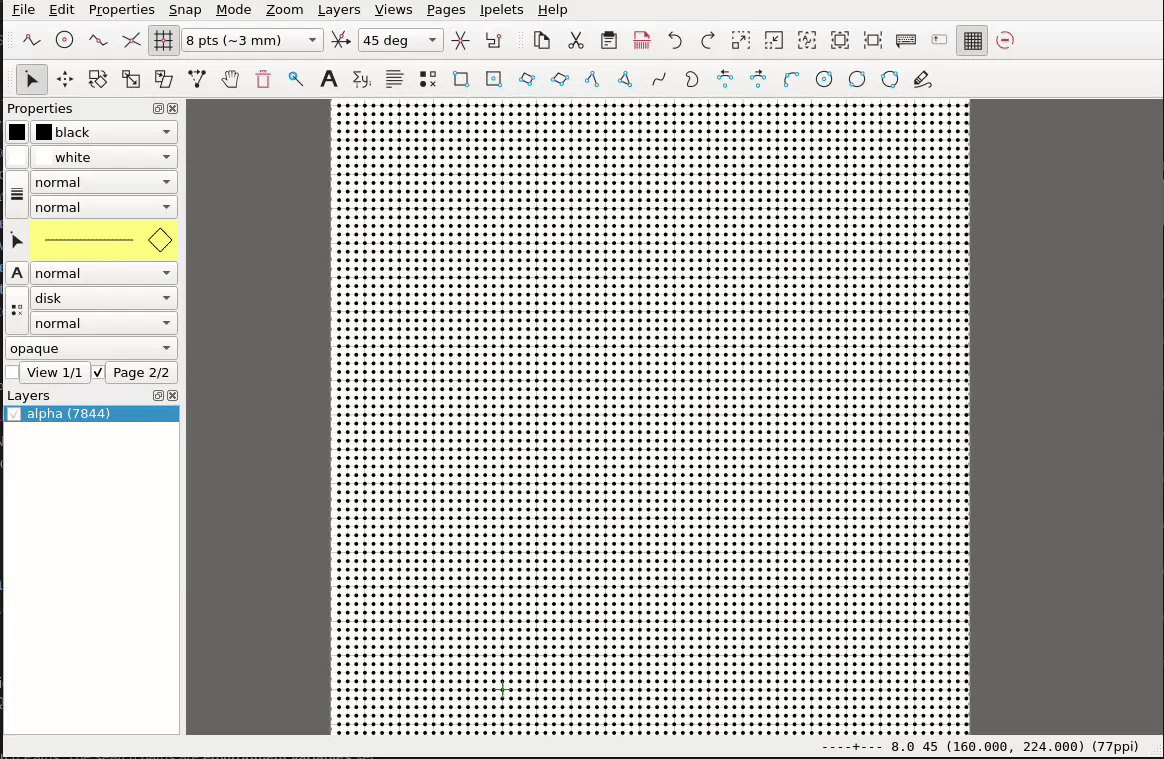 File Edit Properties Snap Mode Zoom Layers Views Pages Ipelets Help
8 pts (~3 mm) 45 deg
A Σy,
Properties
black
white
normal
normal
A normal
disk
normal
opaque
View 1/1 Page 2/2
Layers
alpha (7844)
----+--- 8.0 45 (160.000, 224.000) (77ppi)